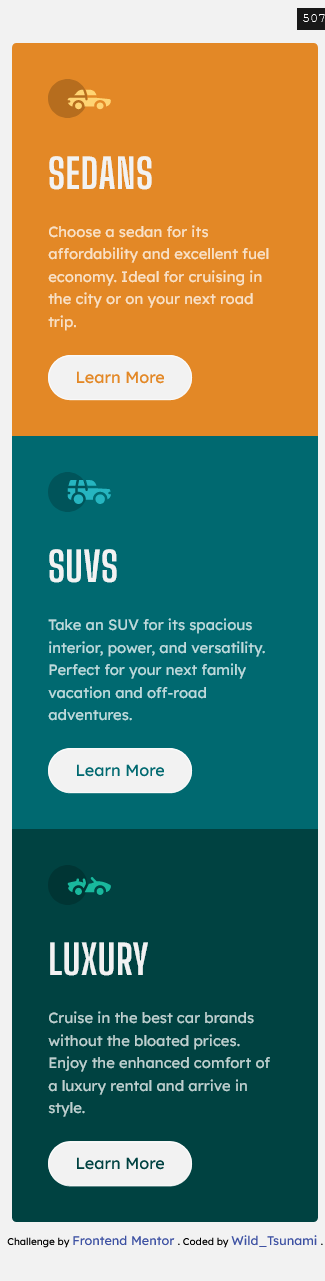 507
SEDANS
Choose a sedan for its
affordability and excellent fuel
economy. Ideal for cruising in
the city or on your next road
trip.
Learn More
SUVS
Take an SUV for its spacious
interior, power, and versatility.
Perfect for your next family
vacation and off-road
adventures.
Learn More
LUXURY
Cruise in the best car brands
without the bloated prices.
Enjoy the enhanced comfort of
a luxury rental and arrive in
style.
Learn More
Challenge by Frontend Mentor . Coded by Wild_Tsunami .